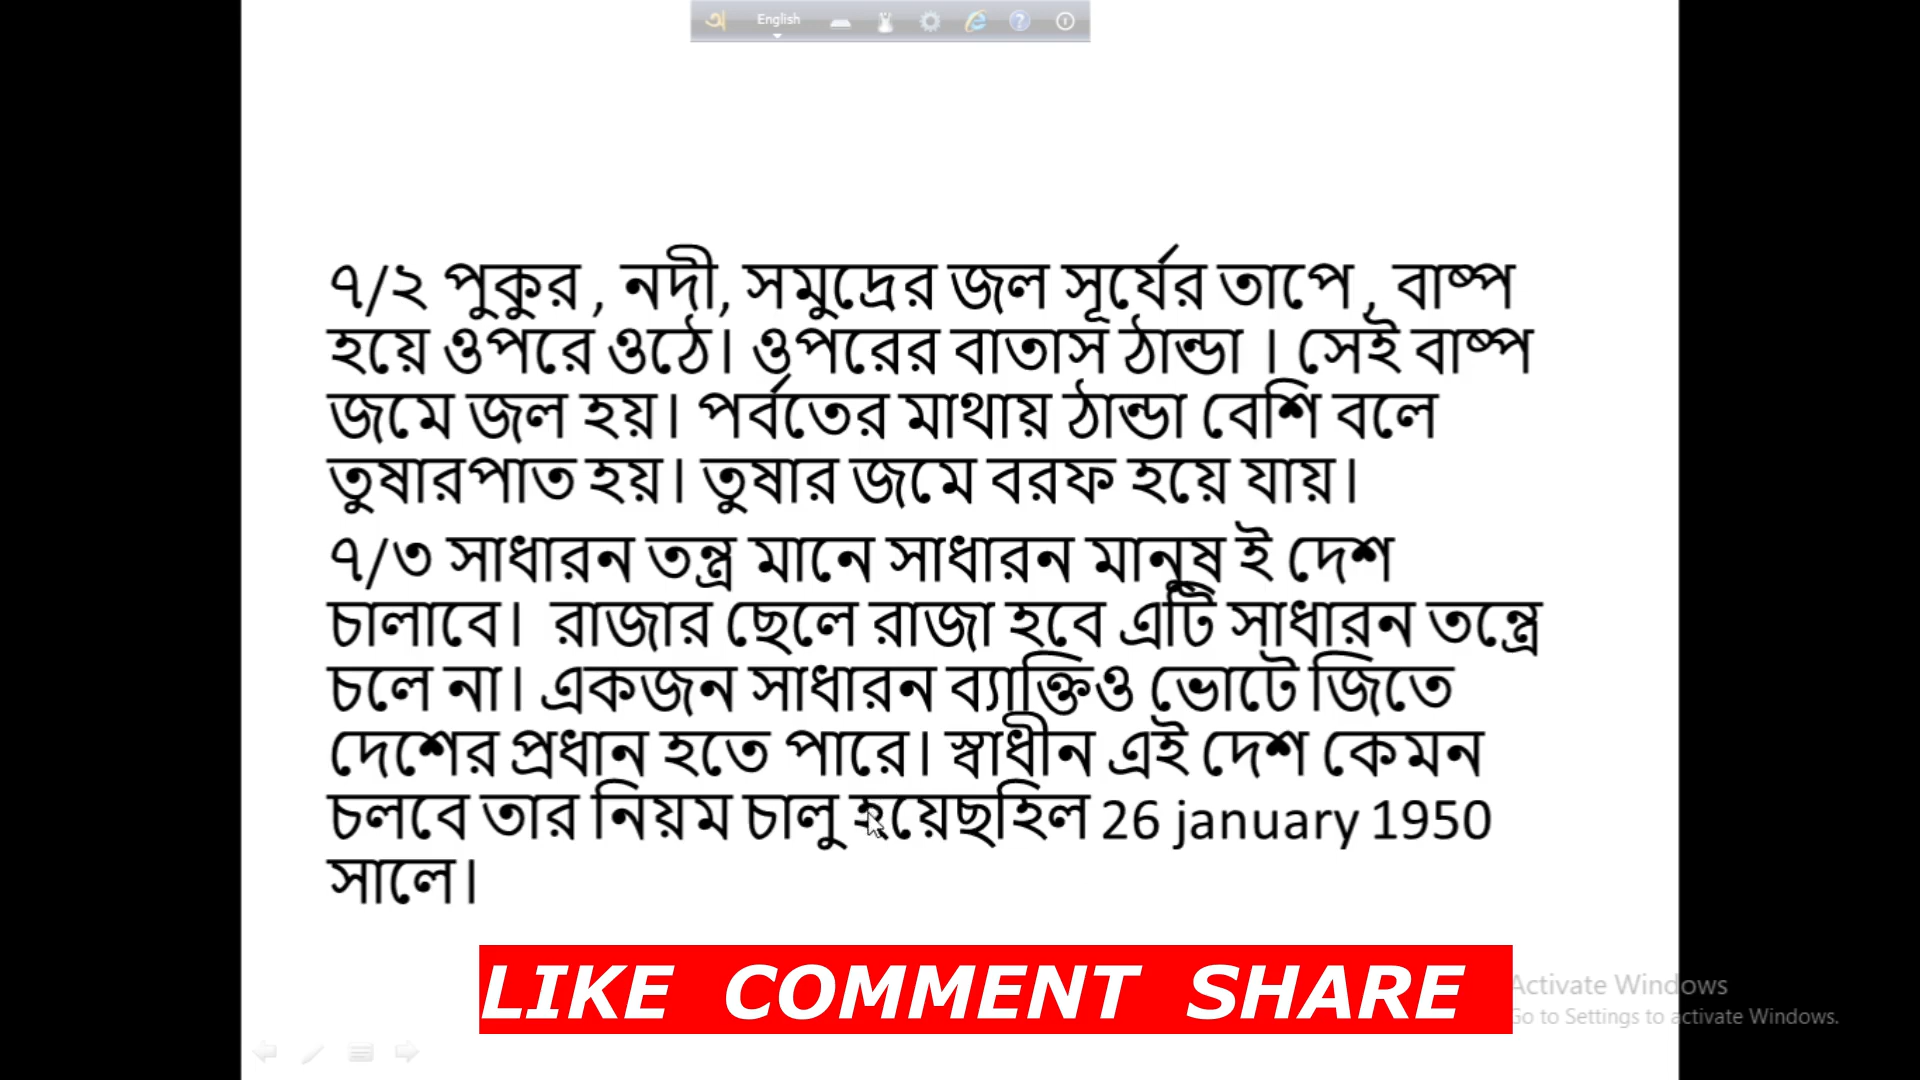 অ English
৭/২ পুকুর , নদী, সমুদ্রের জল সূর্যের তাপে , বাষ্প
হয়ে ওপরে ওঠে। ওপরের বাতাস ঠান্ডা । সেই বাষ্প
জমে জল হয়। পর্বতের মাথায় ঠান্ডা বেশি বলে
তুষারপাত হয়। তুষার জমে বরফ হয়ে যায়।
৭/৩ সাধারন তন্ত্র মানে সাধারন মানুষ ই দেশ
চালাবে। রাজার ছেলে রাজা হবে এটি সাধারন তন্ত্রে
চলে না। একজন সাধারন ব্যাক্তিও ভোটে জিতে
দেশের প্রধান হতে পারে। স্বাধীন এই দেশ কেমন
চলবে তার নিয়ম চালু হয়েছহিল 26 january 1950
সালে।
LIKE COMMENT SHARE
Activate Windows
Go to Settings to activate Windows.